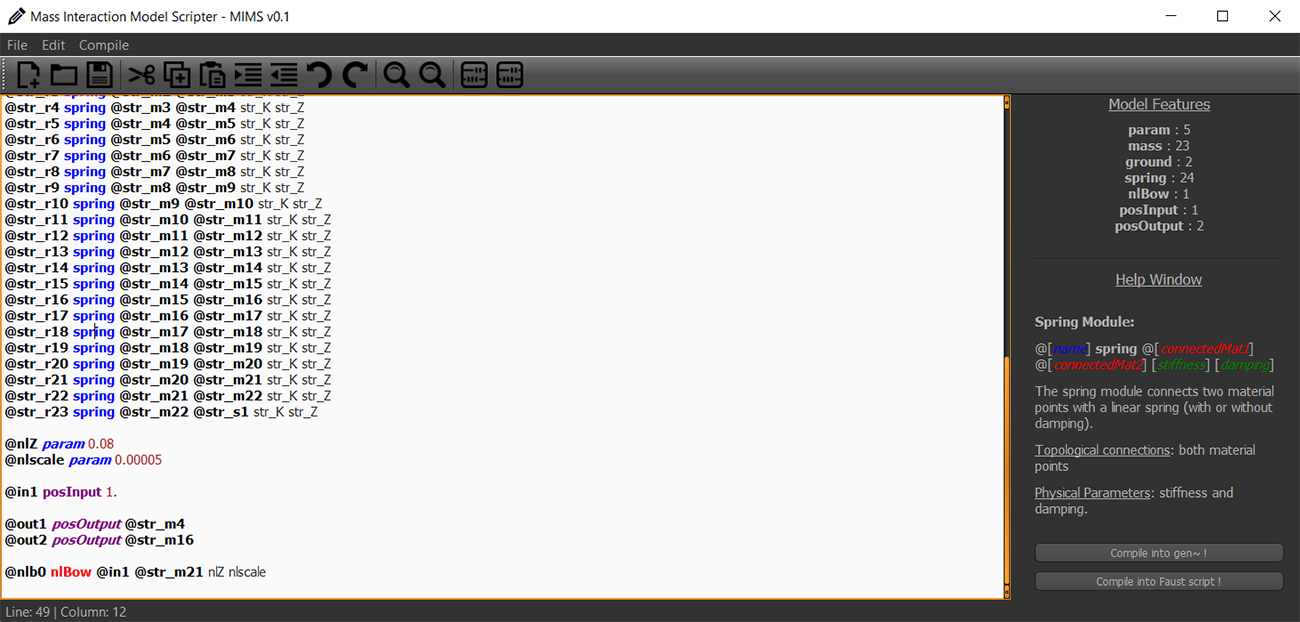 Mass Interaction Model Scripter - MIMS v0.1
File Edit Compile
@str_r4 spring @str_m3 @str_m4 str_K str_Z
@str_r5 spring @str_m4 @str_m5 str_K str_Z
@str_r6 spring @str_m5 @str_m6 str_K str_Z
@str_r7 spring @str_m6 @str_m7 str_K str_Z
@str_r8 spring @str_m7 @str_m8 str_K str_Z
@str_r9 spring @str_m8 @str_m9 str_K str_Z
@str_r10 spring @str_m9 @str_m10 str_K str_Z
@str_r11 spring @str_m10 @str_m11 str_K str_Z
@str_r12 spring @str_m11 @str_m12 str_K str_Z
@str_r13 spring @str_m12 @str_m13 str_K str_Z
@str_r14 spring @str_m13 @str_m14 str_K str_Z
@str_r15 spring @str_m14 @str_m15 str_K str_Z
@str_r16 spring @str_m15 @str_m16 str_K str_Z
@str_r17 spring @str_m16 @str_m17 str_K str_Z
@str_r18 spring @str_m17 @str_m18 str_K str_Z
@str_r19 spring @str_m18 @str_m19 str_K str_Z
@str_r20 spring @str_m19 @str_m20 str_K str_Z
@str_r21 spring @str_m20 @str_m21 str_K str_Z
@str_r22 spring @str_m21 @str_m22 str_K str_Z
@str_r23 spring @str_m22 @str_s1 str_K str_Z
@nlZ param 0.08
@nlscale param 0.00005
@in1 posInput 1.
@out1 posOutput @str_m4
@out2 posOutput @str_m16
@nlb0 nlBow @in1 @str_m21 nlZ nlscale
Model Features
param : 5
mass : 23
ground : 2
spring : 24
nlBow : 1
posInput : 1
posOutput : 2
Help Window
Spring Module:
@[name] spring @[connectedMat1]
@[connectedMat2] [stiffness] [damping]
The spring module connects two material
points with a linear spring (with or without
damping).
Topological connections: both material
points
Physical Parameters: stiffness and
damping.
Compile into gen~ !
Compile into Faust script !
Line: 49 | Column: 12